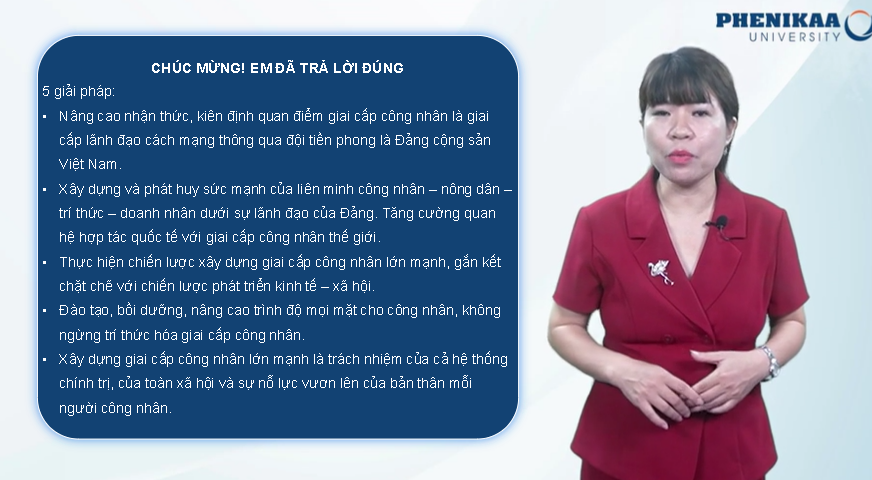 PHENIKAA
UNIVERSITY
CHÚC MỪNG! EM ĐÃ TRẢ LỜI ĐÚNG
5 giải pháp:
• Nâng cao nhận thức, kiên định quan điểm giai cấp công nhân là giai
cấp lãnh đạo cách mạng thông qua đội tiền phong là Đảng cộng sản
Việt Nam.
• Xây dựng và phát huy sức mạnh của liên minh công nhân – nông dân –
trí thức – doanh nhân dưới sự lãnh đạo của Đảng. Tăng cường quan
hệ hợp tác quốc tế với giai cấp công nhân thế giới.
• Thực hiện chiến lược xây dựng giai cấp công nhân lớn mạnh, gắn kết
chặt chẽ với chiến lược phát triển kinh tế – xã hội.
• Đào tạo, bồi dưỡng, nâng cao trình độ mọi mặt cho công nhân, không
ngừng trí thức hóa giai cấp công nhân.
• Xây dựng giai cấp công nhân lớn mạnh là trách nhiệm của cả hệ thống
chính trị, của toàn xã hội và sự nỗ lực vươn lên của bản thân mỗi
người công nhân.